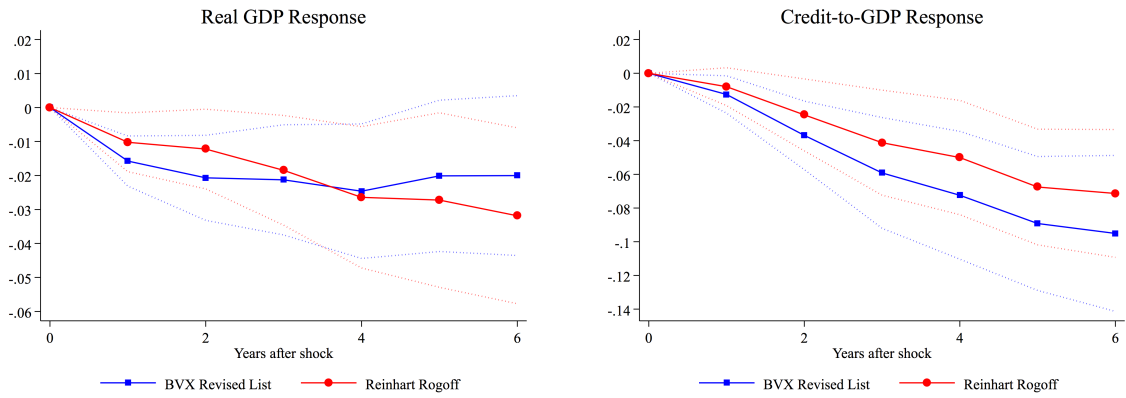 Real GDP Response
.02
.01
0
-.01
-.02
-.03
-.04
-.05
-.06
0 2 4 6
Years after shock
BVX Revised List Reinhart Rogoff
Credit-to-GDP Response
.02
0
-.02
-.04
-.06
-.08
-.1
-.12
-.14
0 2 4 6
Years after shock
BVX Revised List Reinhart Rogoff